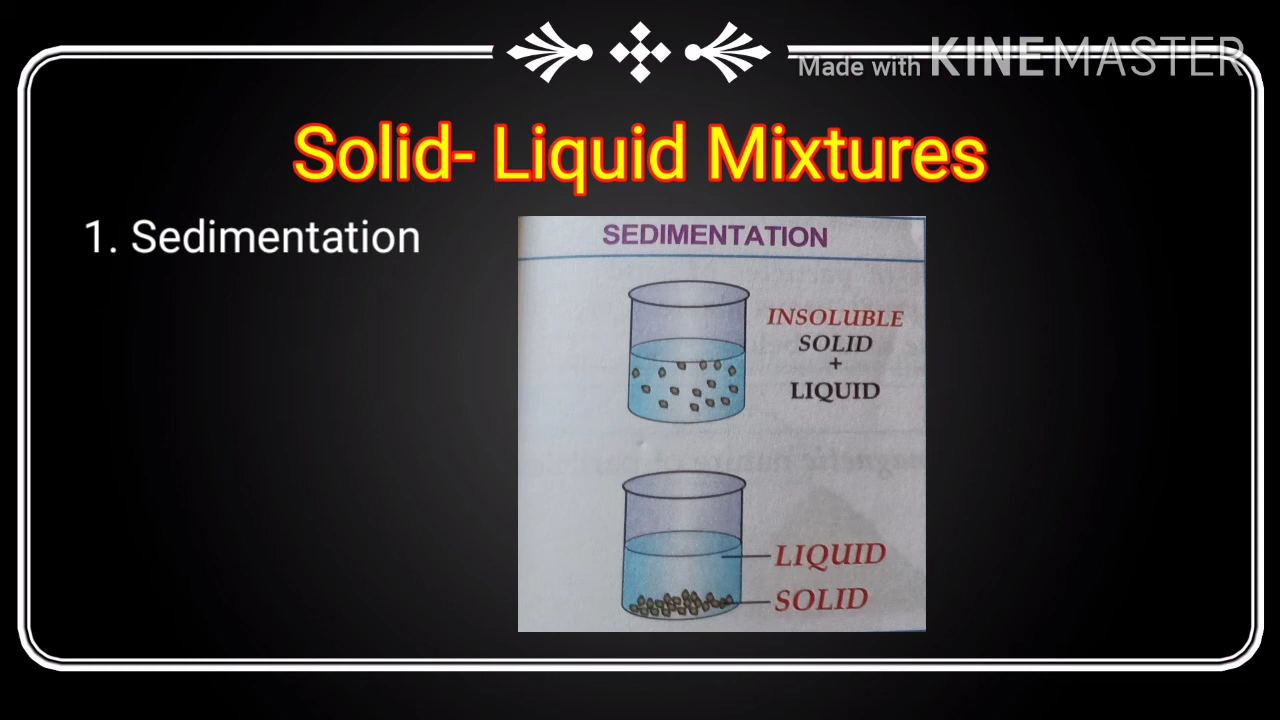 Made with KINEMASTER
Solid- Liquid Mixtures
1. Sedimentation
SEDIMENTATION
INSOLUBLE
SOLID
+
LIQUID
LIQUID
SOLID